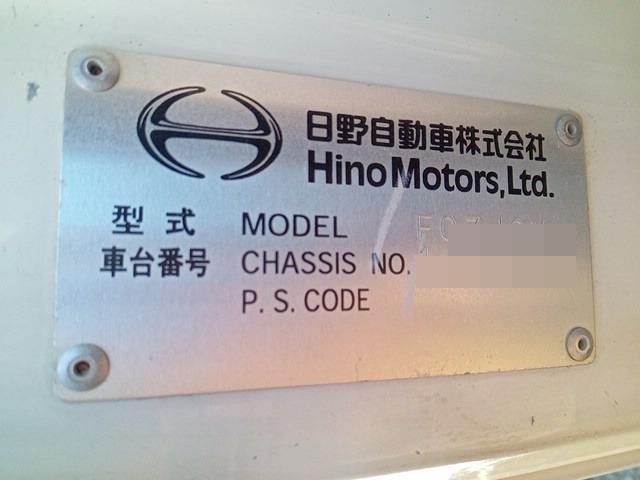 日野自動車株式会社
Hino Motors, Ltd.
型式 MODEL
車台番号 CHASSIS NO.
P. S. CODE